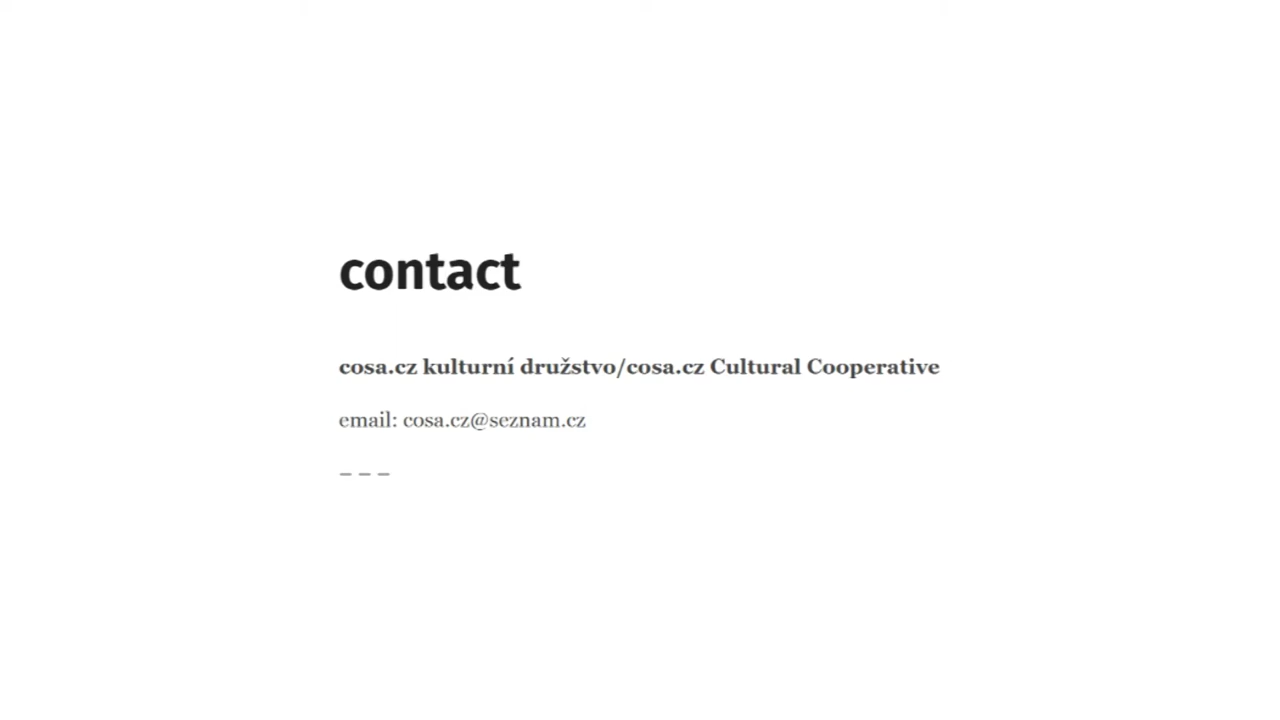 contact
cosa.cz kulturní družstvo/cosa.cz Cultural Cooperative
email: cosa.cz@seznam.cz
– – –